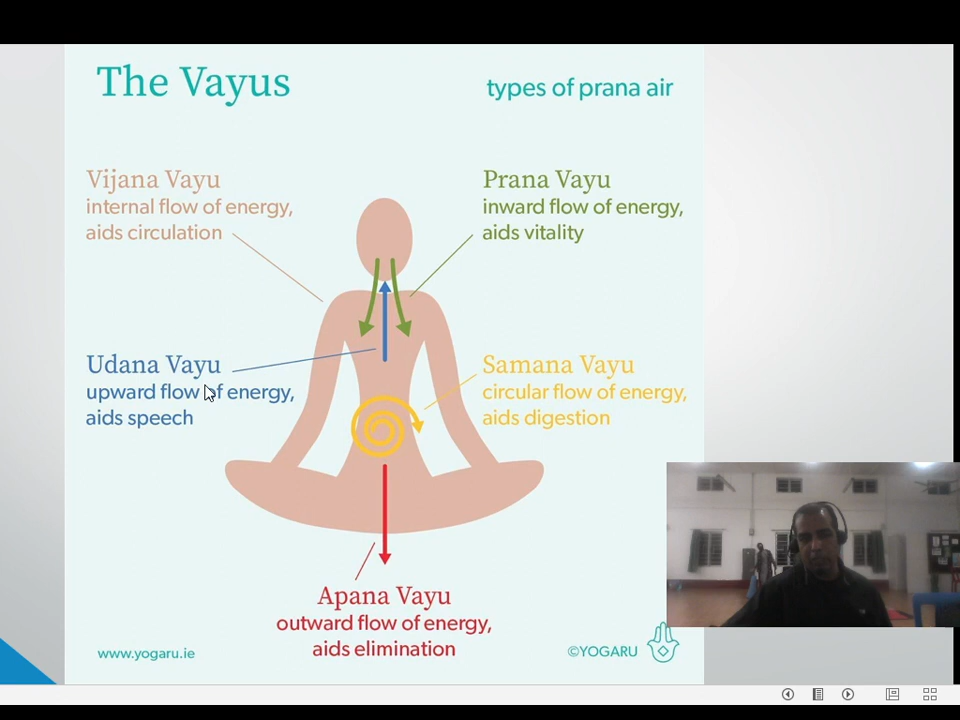 The Vayus
types of prana air
Vijana Vayu
internal flow of energy,
aids circulation
Prana Vayu
inward flow of energy,
aids vitality
Udana Vayu
upward flow of energy,
aids speech
Samana Vayu
circular flow of energy,
aids digestion
Apana Vayu
outward flow of energy,
aids elimination
www.yogaru.ie
©YOGARU